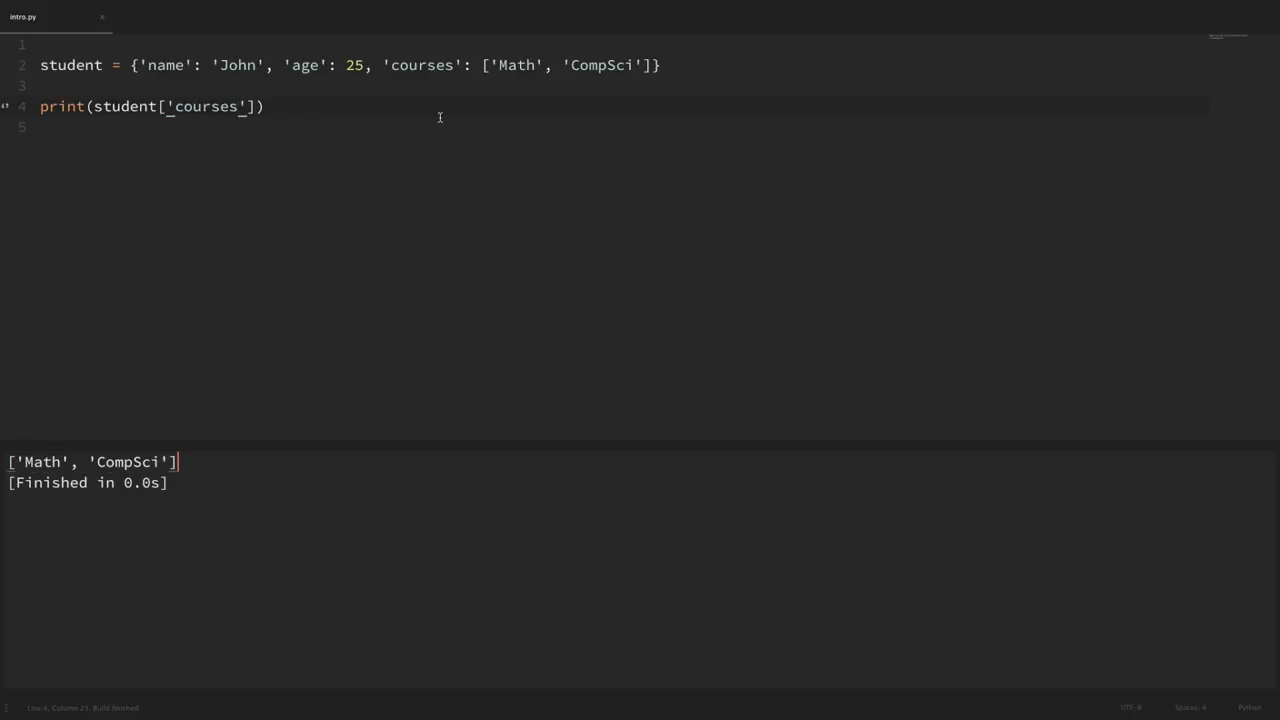 intro.py ×
1
2 student = {'name': 'John', 'age': 25, 'courses': ['Math', 'CompSci']}
3
4 print(student['courses'])
5
['Math', 'CompSci']
[Finished in 0.0s]
Line 4, Column 23, Build finished UTF-8 Spaces: 4 Python